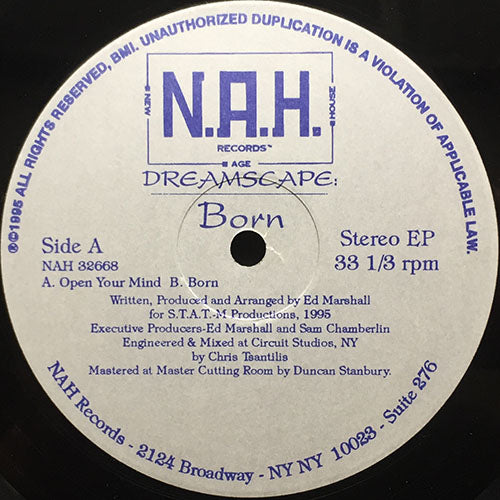 ℗©1995 ALL RIGHTS RESERVED, BMI. UNAUTHORIZED DUPLICATION IS A VIOLATION OF APPLICABLE LAW.
NEW
N.A.H.
HOUSE
RECORDS™
AGE
DREAMSCAPE:
Born
Side A
Stereo EP
NAH 32668
33 1/3 rpm
A. Open Your Mind B. Born
Written, Produced and Arranged by Ed Marshall
for S.T.A.T.-M Productions, 1995
Executive Producers-Ed Marshall and Sam Chamberlin
Engineered & Mixed at Circuit Studios, NY
by Chris Tsantilis
Mastered at Master Cutting Room by Duncan Stanbury.
NAH Records - 2124 Broadway - NY NY 10023 - Suite 276